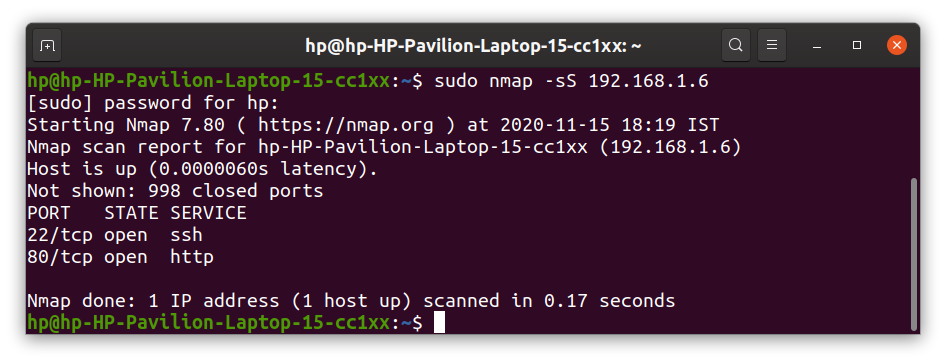 hp@hp-HP-Pavilion-Laptop-15-cc1xx: ~
hp@hp-HP-Pavilion-Laptop-15-cc1xx:~$ sudo nmap -sS 192.168.1.6
[sudo] password for hp:
Starting Nmap 7.80 ( https://nmap.org ) at 2020-11-15 18:19 IST
Nmap scan report for hp-HP-Pavilion-Laptop-15-cc1xx (192.168.1.6)
Host is up (0.0000060s latency).
Not shown: 998 closed ports
PORT   STATE SERVICE
22/tcp open  ssh
80/tcp open  http
Nmap done: 1 IP address (1 host up) scanned in 0.17 seconds
hp@hp-HP-Pavilion-Laptop-15-cc1xx:~$